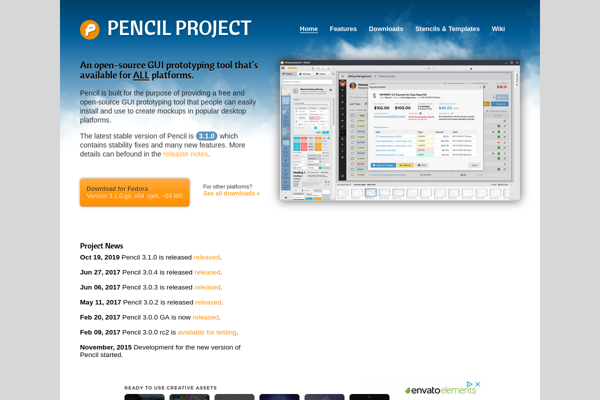 PENCIL PROJECT
Home Features Downloads Stencils & Templates Wiki
An open-source GUI prototyping tool that's
available for ALL platforms.
Pencil is built for the purpose of providing a free and
open-source GUI prototyping tool that people can easily
install and use to create mockups in popular desktop
platforms.
The latest stable version of Pencil is 3.1.0 which
contains stability fixes and many new features. More
details can befound in the release notes.
Download for Fedora
Version 3.1.0.ga, x64 .rpm, ~64 MB
For other platforms?
See all downloads »
$102.00 $100.00 $45.05
Project News
Oct 19, 2019 Pencil 3.1.0 is released released.
Jun 27, 2017 Pencil 3.0.4 is released released.
Jun 06, 2017 Pencil 3.0.3 is released released.
May 11, 2017 Pencil 3.0.2 is released released.
Feb 20, 2017 Pencil 3.0.0 GA is now released.
Feb 09, 2017 Pencil 3.0.0 rc2 is available for testing.
November, 2015 Development for the new version of
Pencil started.
READY TO USE CREATIVE ASSETS
envatoelements